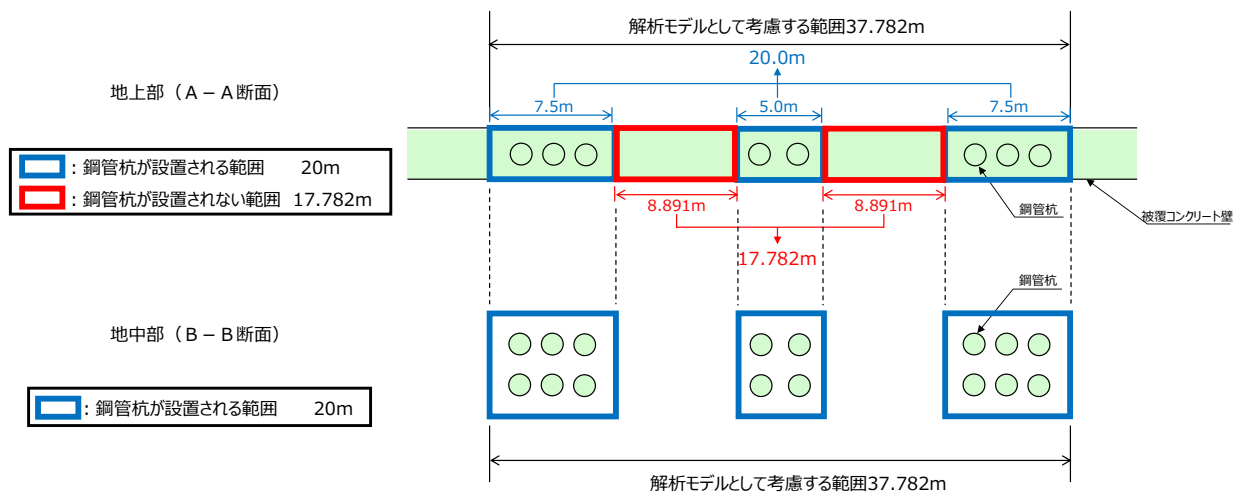 解析モデルとして考慮する範囲37.782m
20.0m
地上部（A－A断面）
7.5m
5.0m
7.5m
：鋼管杭が設置される範囲 20m
：鋼管杭が設置されない範囲 17.782m
8.891m
8.891m
鋼管杭
被覆コンクリート壁
17.782m
鋼管杭
地中部（B－B断面）
：鋼管杭が設置される範囲 20m
解析モデルとして考慮する範囲37.782m